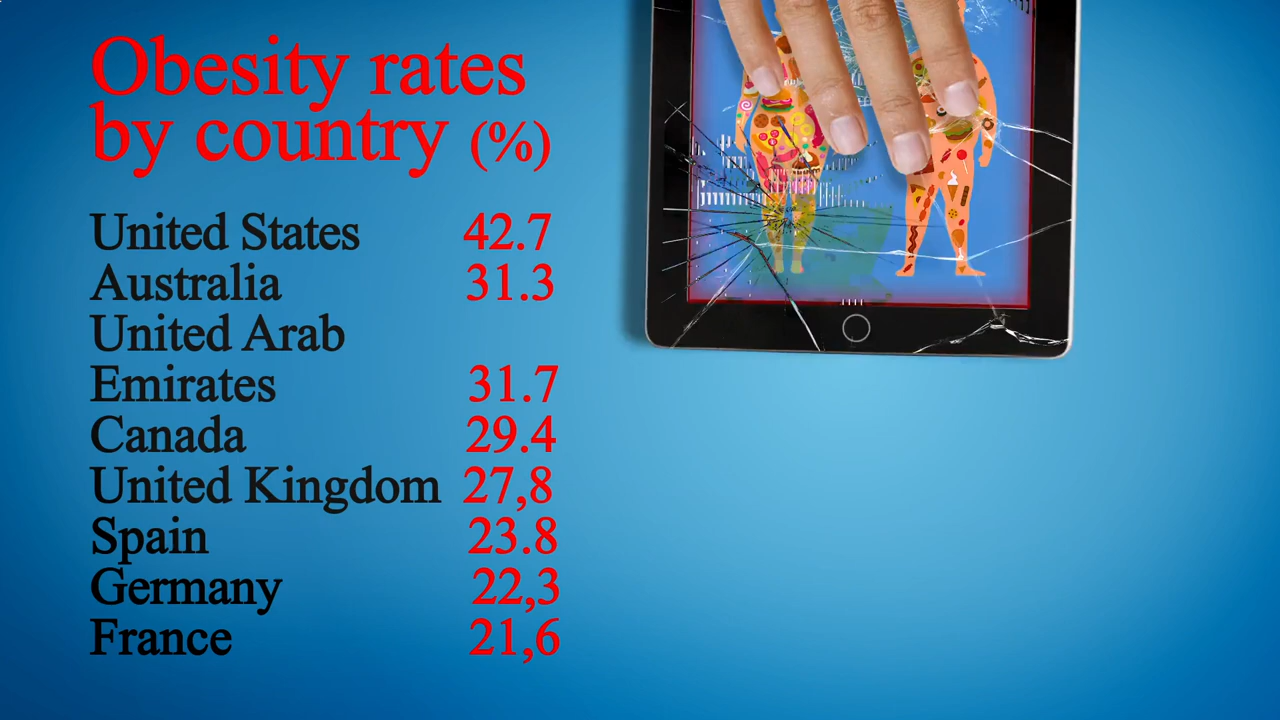 Obesity rates
by country (%)
United States 42.7
Australia 31.3
United Arab
Emirates 31.7
Canada 29.4
United Kingdom 27,8
Spain 23.8
Germany 22,3
France 21,6